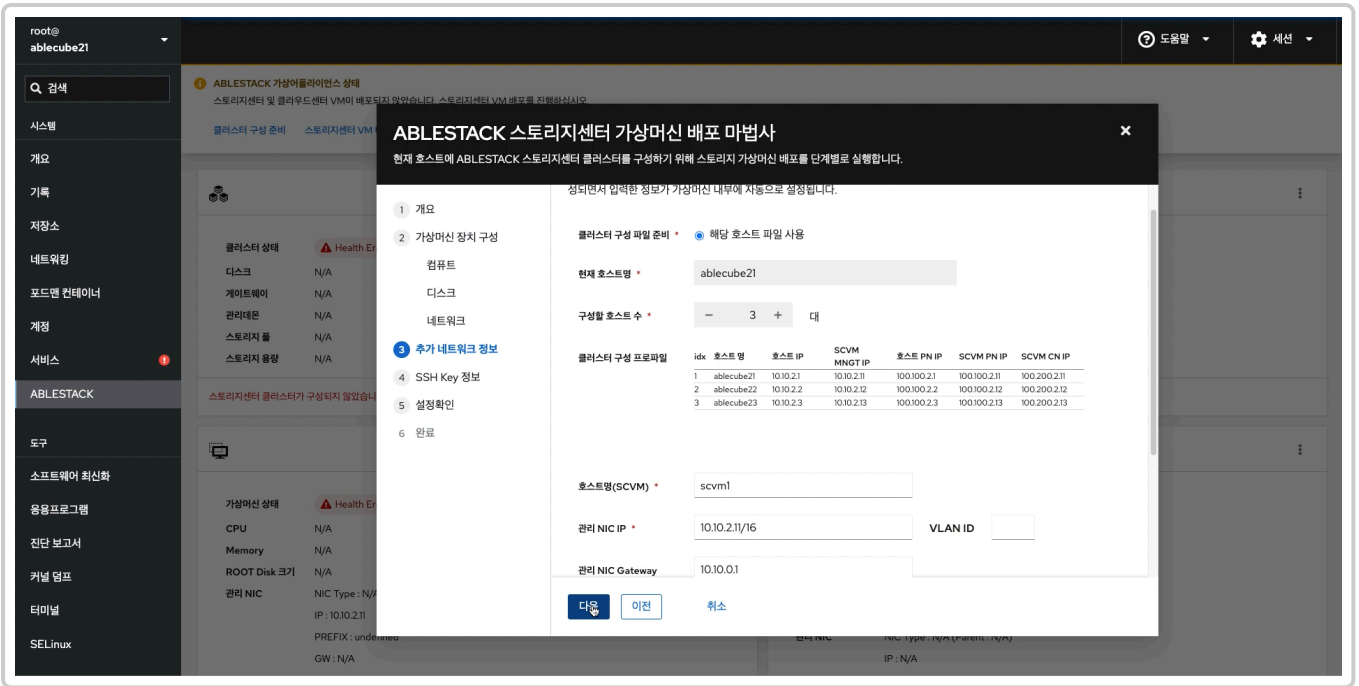 root@
ablecube21
도움말
세션
검색
시스템
개요
기록
저장소
네트워킹
포드맨 컨테이너
계정
서비스
ABLESTACK
도구
소프트웨어 최신화
응용프로그램
진단 보고서
커널 덤프
터미널
SELinux
ABLESTACK 가상어플라이언스 상태
스토리지센터 및 클라우드센터 VM이 배포되지 않았습니다. 스토리지센터 VM 배포를 진행하십시오.
클러스터 구성 준비 스토리지센터 VM
클러스터 상태 Health Er
디스크 N/A
게이트웨이 N/A
관리데몬 N/A
스토리지 풀 N/A
스토리지 용량 N/A
스토리지센터 클러스터가 구성되지 않았습니
가상머신 상태 Health Er
CPU N/A
Memory N/A
ROOT Disk 크기 N/A
관리 NIC NIC Type : N/A
IP : 10.10.2.11
PREFIX : undefined
GW : N/A
관리 NIC NIC Type : N/A (Parent : N/A)
IP : N/A
ABLESTACK 스토리지센터 가상머신 배포 마법사
현재 호스트에 ABLESTACK 스토리지센터 클러스터를 구성하기 위해 스토리지 가상머신 배포를 단계별로 실행합니다.
1 개요
2 가상머신 장치 구성
컴퓨트
디스크
네트워크
3 추가 네트워크 정보
4 SSH Key 정보
5 설정확인
6 완료
성되면서 입력한 정보가 가상머신 내부에 자동으로 설정됩니다.
클러스터 구성 파일 준비 * 해당 호스트 파일 사용
현재 호스트명 * ablecube21
구성할 호스트 수 * − 3 + 대
클러스터 구성 프로파일
idx 호스트 명 호스트 IP SCVM MNGT IP 호스트 PN IP SCVM PN IP SCVM CN IP
1 ablecube21 10.10.2.1 10.10.2.11 100.100.2.1 100.100.2.11 100.200.2.11
2 ablecube22 10.10.2.2 10.10.2.12 100.100.2.2 100.100.2.12 100.200.2.12
3 ablecube23 10.10.2.3 10.10.2.13 100.100.2.3 100.100.2.13 100.200.2.13
호스트명(SCVM) * scvm1
관리 NIC IP * 10.10.2.11/16 VLAN ID
관리 NIC Gateway 10.10.0.1
다음 이전 취소